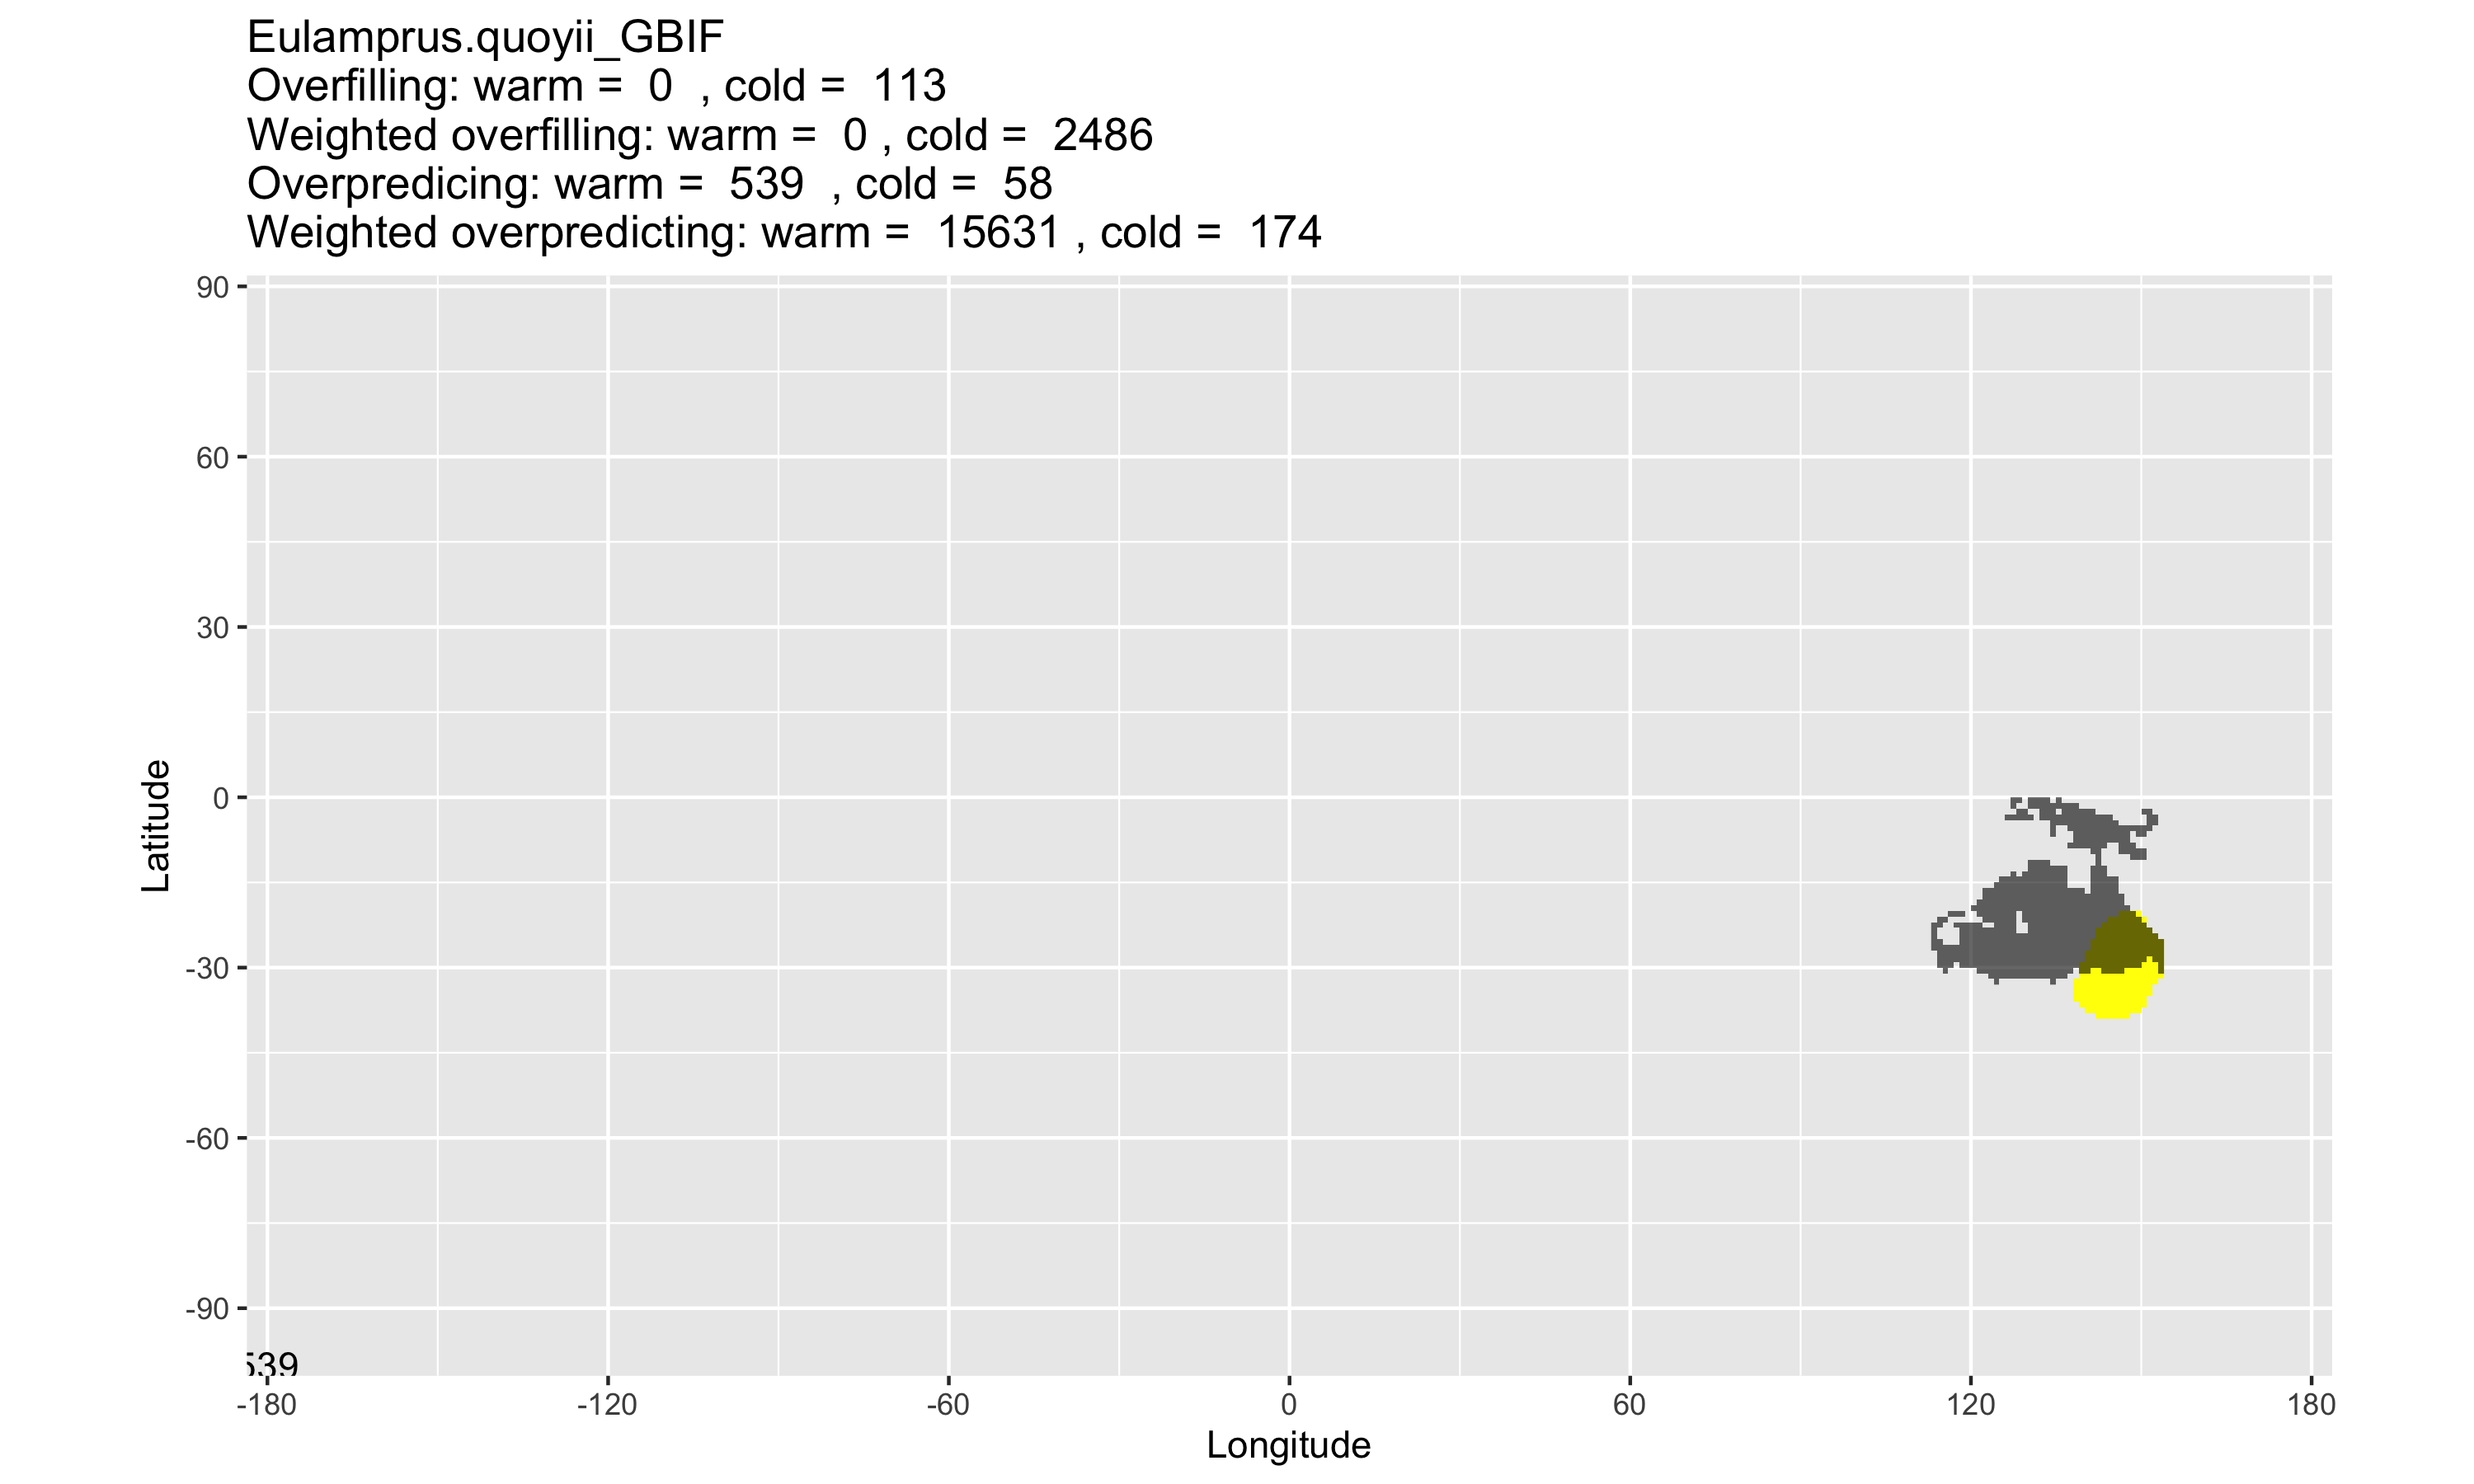 Eulamprus.quoyii_GBIF
Overfilling: warm =  0  , cold =  113
Weighted overfilling: warm =  0 , cold =  2486
Overpredicing: warm =  539  , cold =  58
Weighted overpredicting: warm =  15631 , cold =  174
90
60
30
0
-30
-60
-90
Latitude
539
-180
-120
-60
0
60
120
180
Longitude